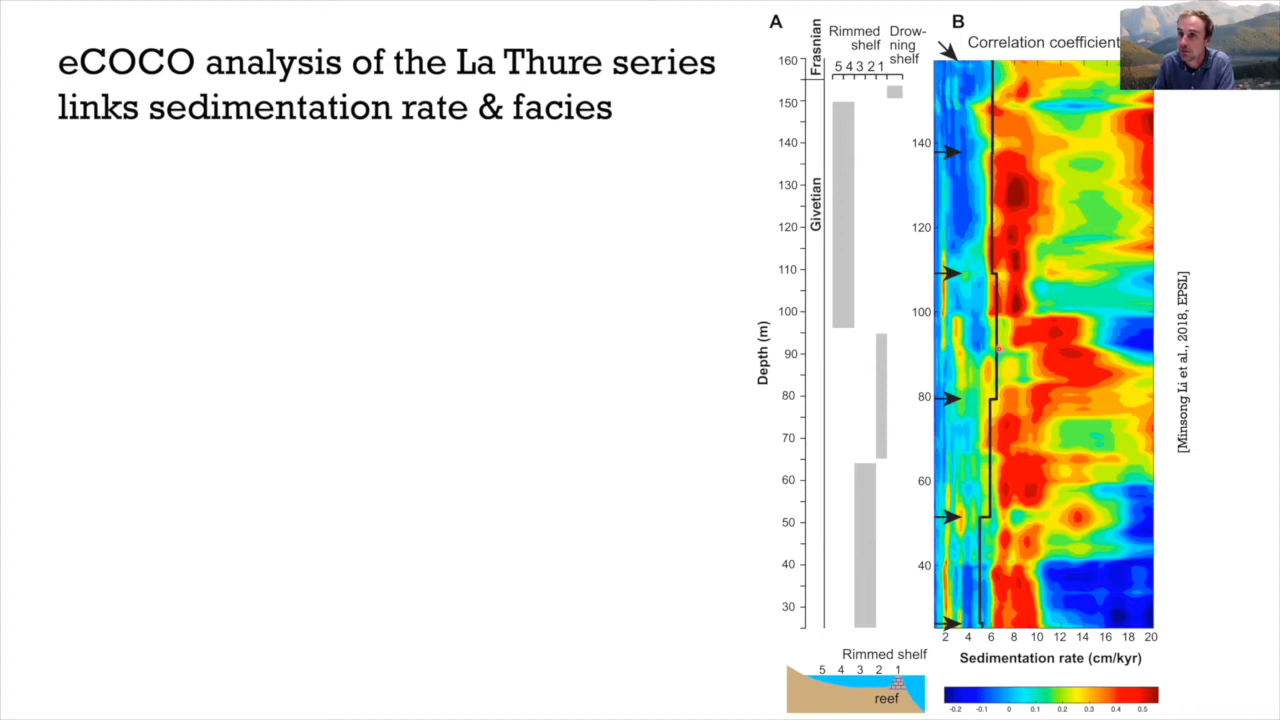 eCOCO analysis of the La Thure series
links sedimentation rate & facies
A
Frasnian
Givetian
Rimmed
shelf
5 4 3 2 1
Drow-
ning
shelf
160
150
140
130
120
110
100
90
80
70
60
50
40
30
Depth (m)
Rimmed shelf
5 4 3 2 1
reef
B
Correlation coefficient
140
120
100
80
60
40
2 4 6 8 10 12 14 16 18 20
Sedimentation rate (cm/kyr)
-0.2 -0.1 0 0.1 0.2 0.3 0.4 0.5
[Minsong Li et al., 2018, EPSL]